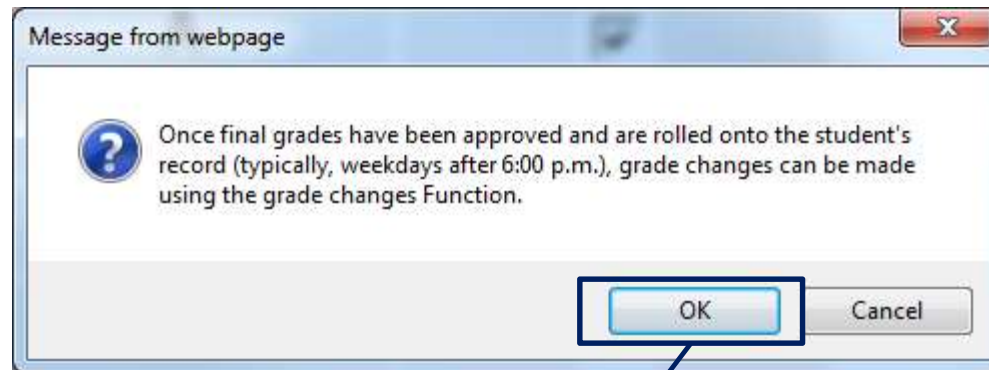 Message from webpage
Once final grades have been approved and are rolled onto the student's
record (typically, weekdays after 6:00 p.m.), grade changes can be made
using the grade changes Function.
OK
Cancel